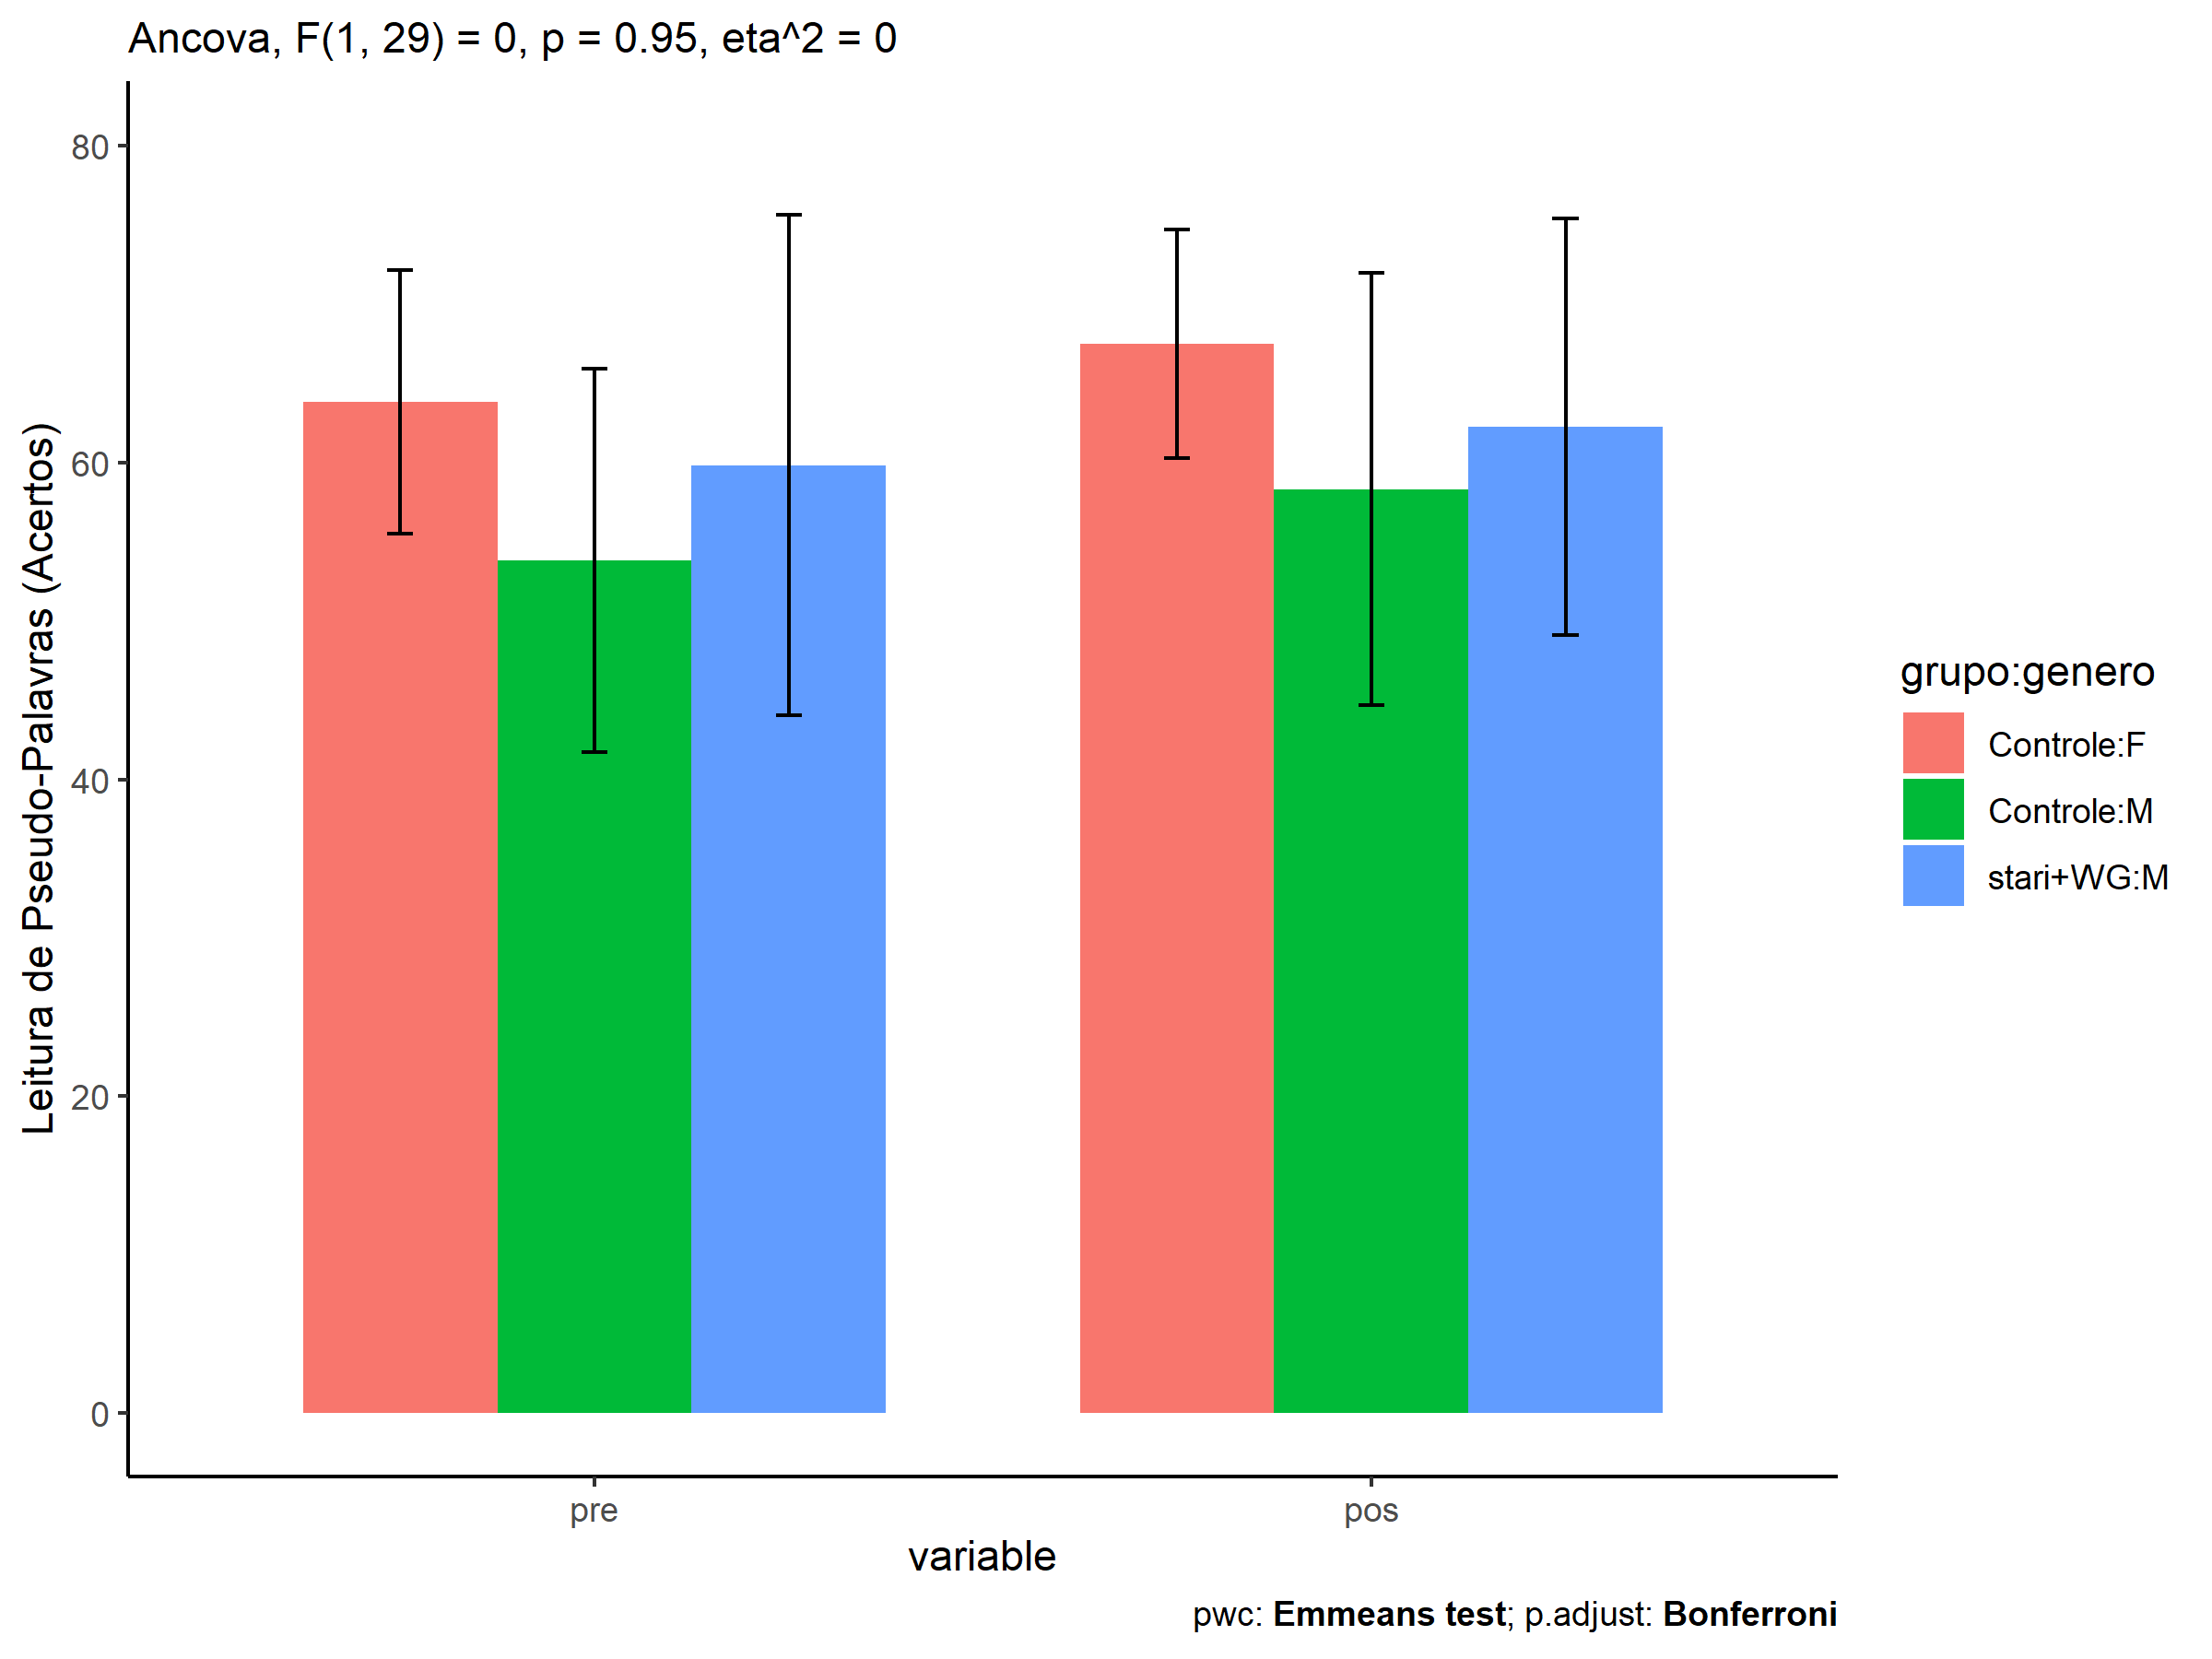 Ancova, F(1, 29) = 0, p = 0.95, eta^2 = 0
Leitura de Pseudo-Palavras (Acertos)
80
60
40
20
0
pre
pos
variable
grupo:genero
Controle:F
Controle:M
stari+WG:M
pwc: Emmeans test; p.adjust: Bonferroni